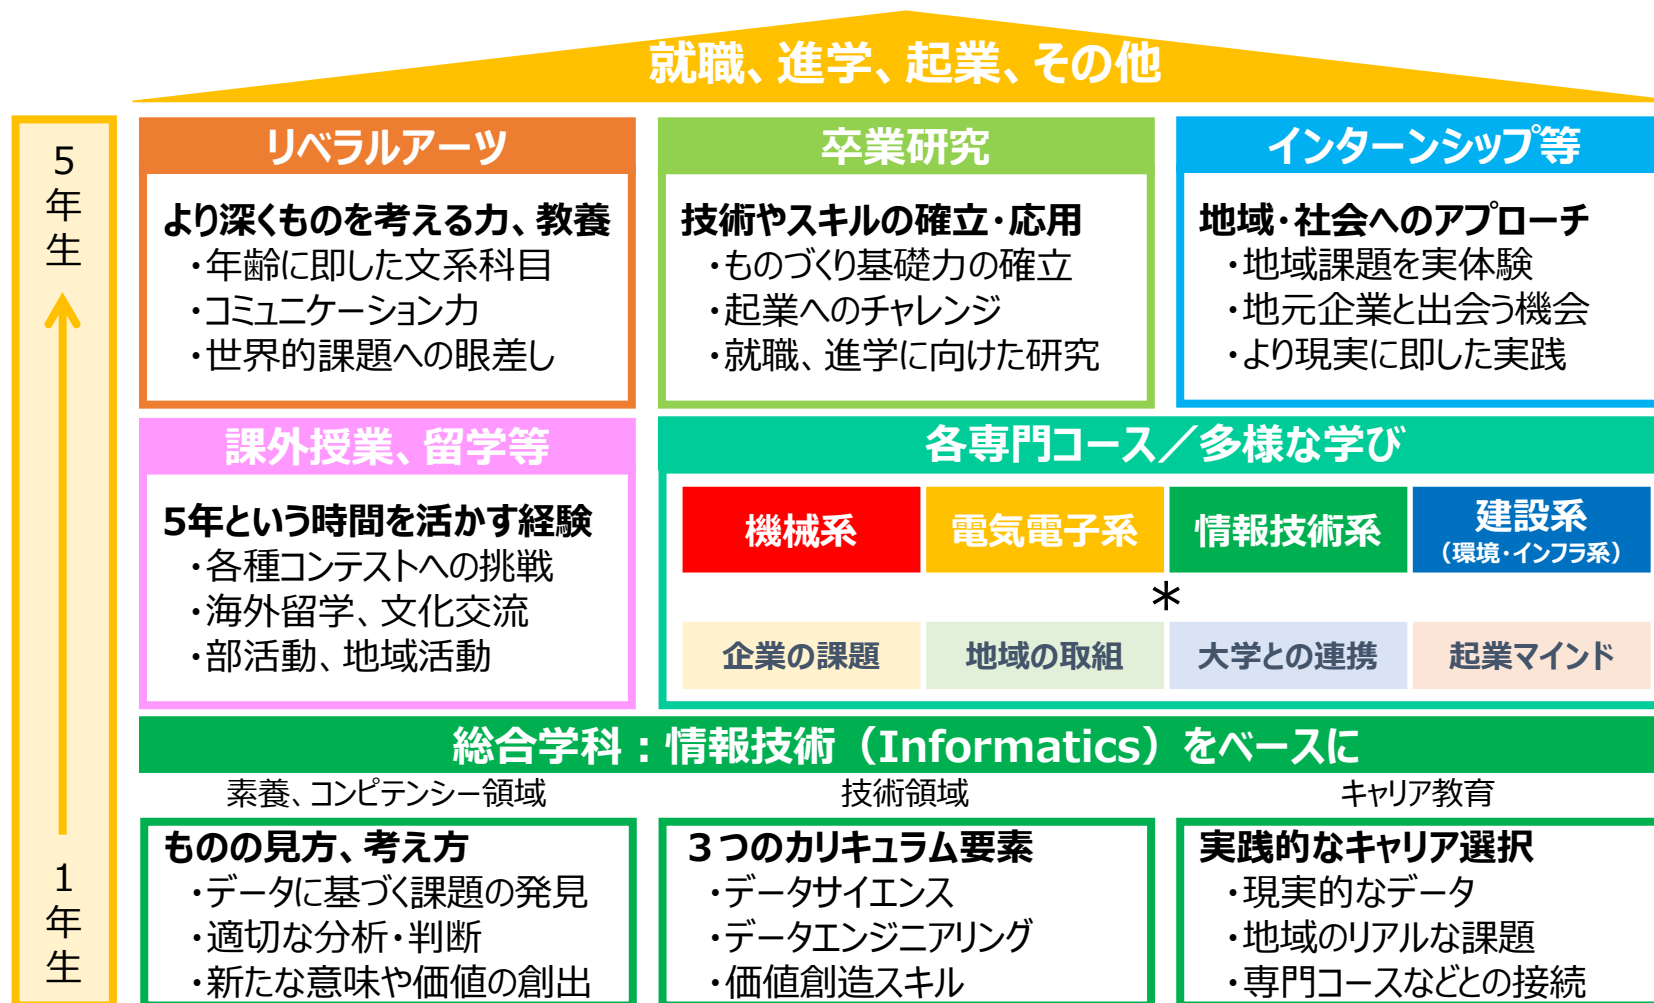 就職、進学、起業、その他
5年生
1年生
リベラルアーツ
より深くものを考える力、教養
・年齢に即した文系科目
・コミュニケーション力
・世界的課題への眼差し
卒業研究
技術やスキルの確立・応用
・ものづくり基礎力の確立
・起業へのチャレンジ
・就職、進学に向けた研究
インターンシップ等
地域・社会へのアプローチ
・地域課題を実体験
・地元企業と出会う機会
・より現実に即した実践
課外授業、留学等
5年という時間を活かす経験
・各種コンテストへの挑戦
・海外留学、文化交流
・部活動、地域活動
各専門コース／多様な学び
機械系
電気電子系
情報技術系
建設系
（環境・インフラ系）
＊
企業の課題
地域の取組
大学との連携
起業マインド
総合学科：情報技術（Informatics）をベースに
素養、コンピテンシー領域
技術領域
キャリア教育
ものの見方、考え方
・データに基づく課題の発見
・適切な分析・判断
・新たな意味や価値の創出
３つのカリキュラム要素
・データサイエンス
・データエンジニアリング
・価値創造スキル
実践的なキャリア選択
・現実的なデータ
・地域のリアルな課題
・専門コースなどとの接続